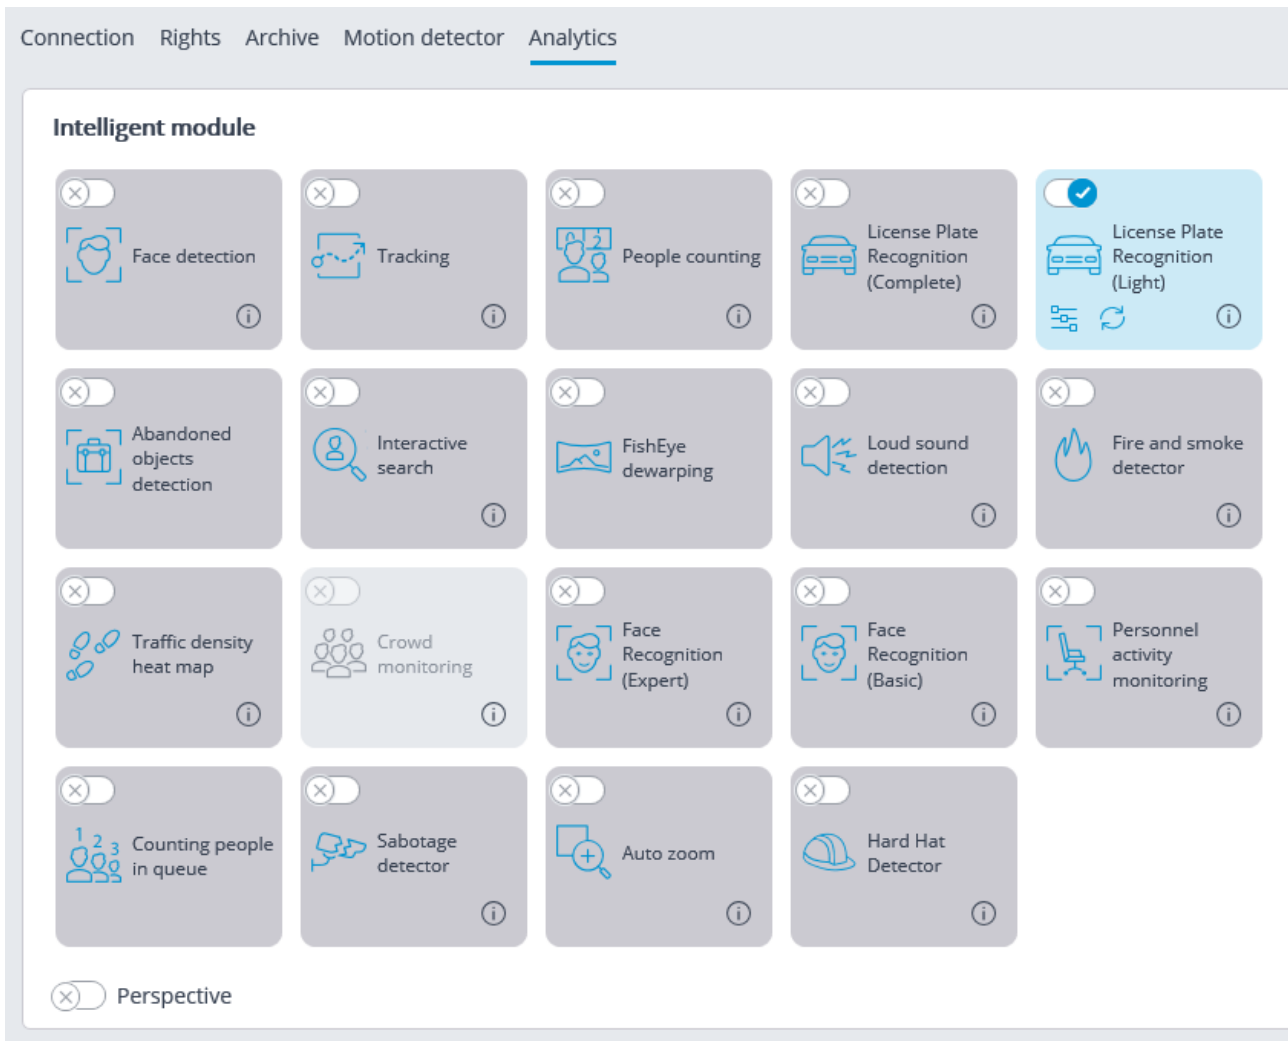 Connection Rights Archive Motion detector Analytics
Intelligent module
Face detection
Tracking
People counting
License Plate
Recognition
(Complete)
License Plate
Recognition
(Light)
Abandoned
objects
detection
Interactive
search
FishEye
dewarping
Loud sound
detection
Fire and smoke
detector
Traffic density
heat map
Crowd
monitoring
Face
Recognition
(Expert)
Face
Recognition
(Basic)
Personnel
activity
monitoring
1 2 3
Counting people
in queue
Sabotage
detector
Auto zoom
Hard Hat
Detector
Perspective